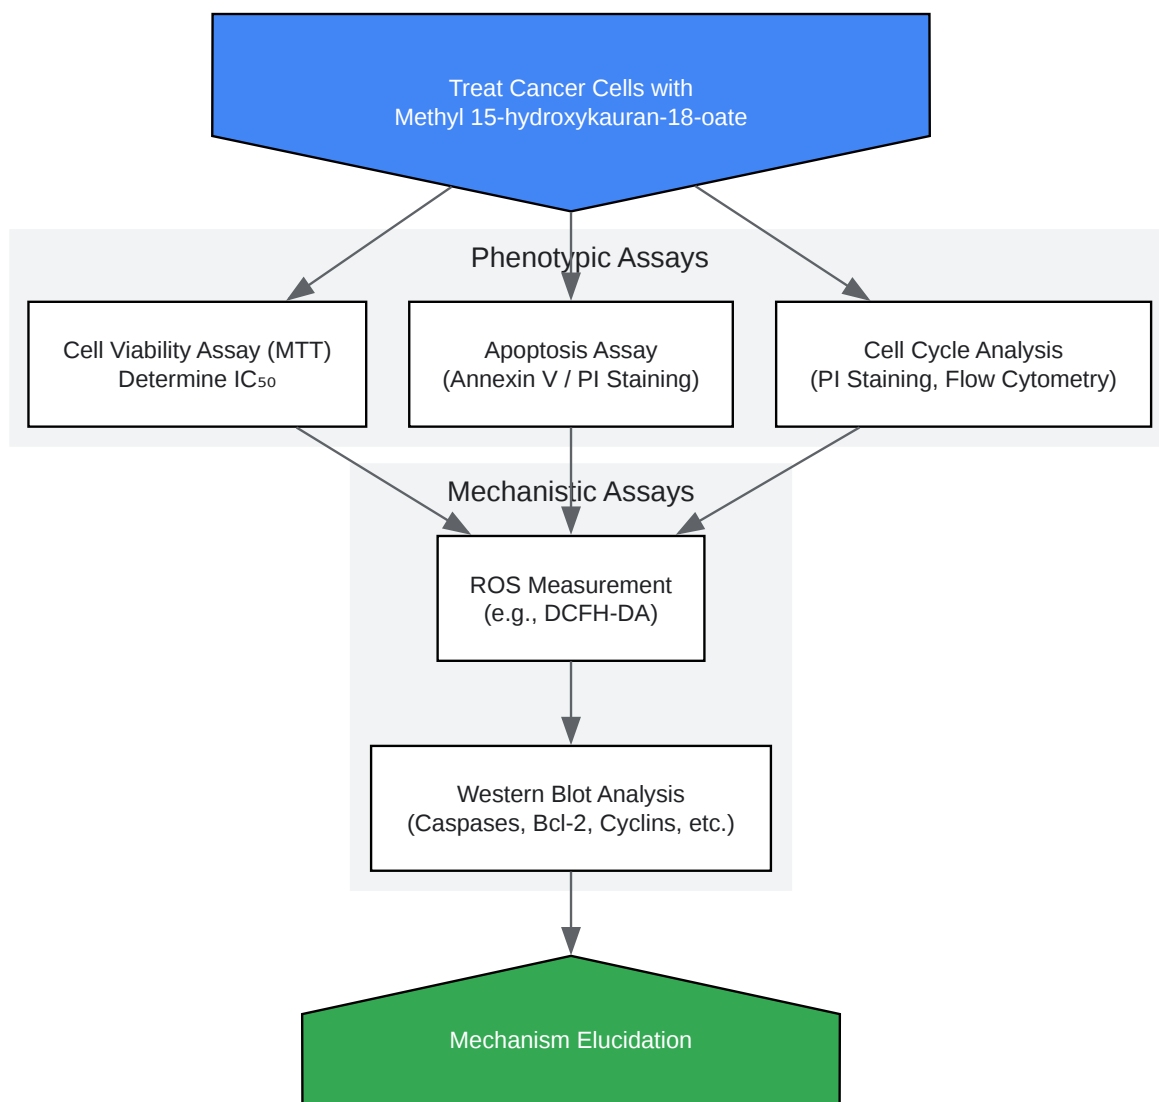 Treat Cancer Cells with
Methyl 15-hydroxykauran-18-oate
Phenotypic Assays
Cell Viability Assay (MTT)
Determine IC₅₀
Apoptosis Assay
(Annexin V / PI Staining)
Cell Cycle Analysis
(PI Staining, Flow Cytometry)
Mechanistic Assays
ROS Measurement
(e.g., DCFH-DA)
Western Blot Analysis
(Caspases, Bcl-2, Cyclins, etc.)
Mechanism Elucidation